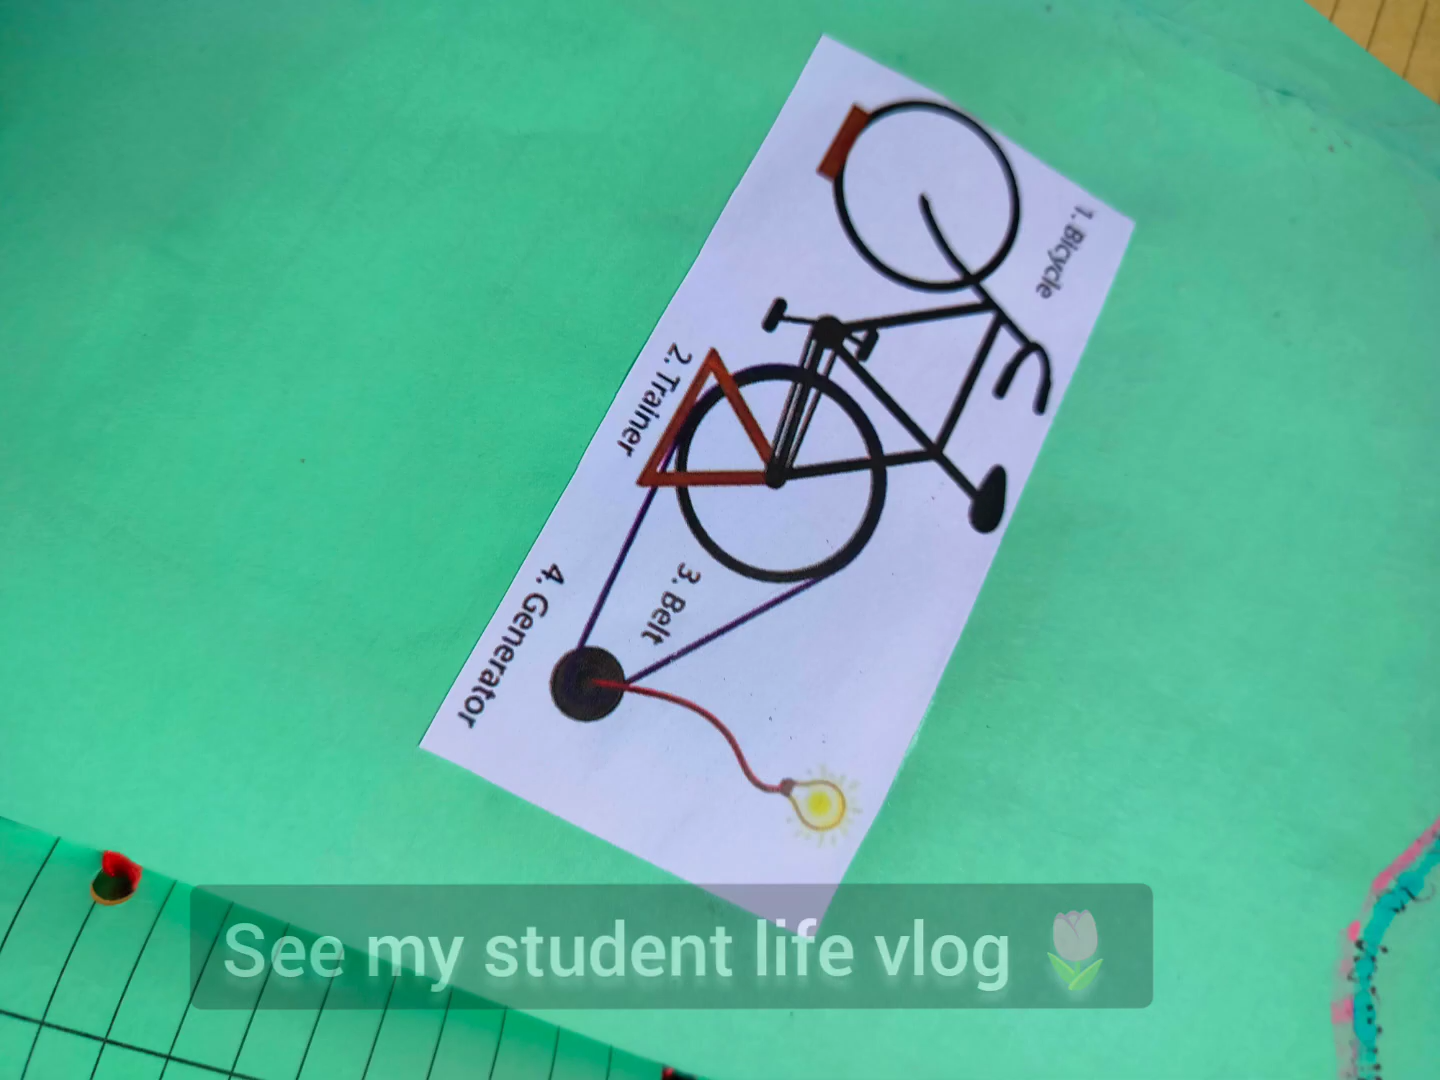 1. Bicycle
2. Trainer
3. Belt
4. Generator
See my student life vlog 🌷